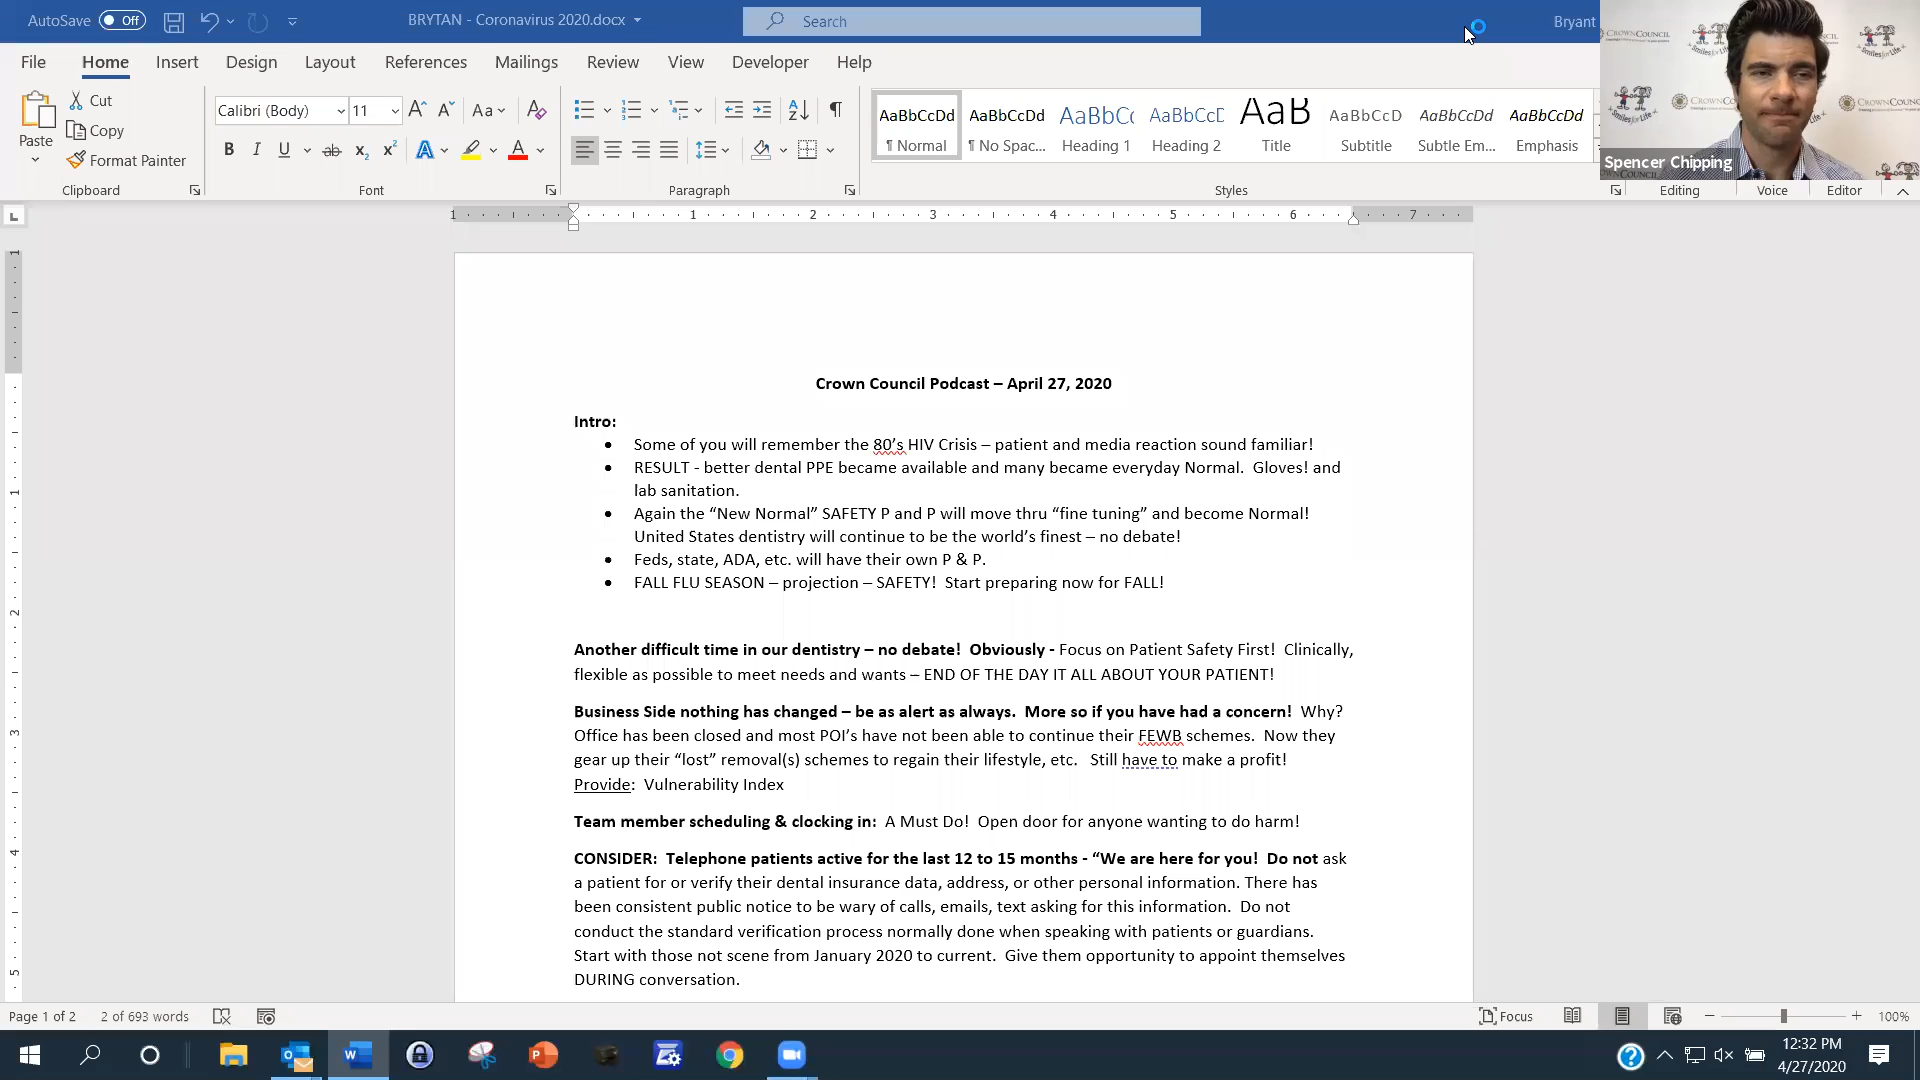 AutoSave Off BRYTAN - Coronavirus 2020.docx Search Bryant
File Home Insert Design Layout References Mailings Review View Developer Help
Calibri (Body) 11 Aa
Paste Cut Copy Format Painter
AaBbCcDd AaBbCcDd AaBbCc AaBbCcD AaB AaBbCcD AaBbCcDd AaBbCcDd
¶ Normal ¶ No Spac... Heading 1 Heading 2 Title Subtitle Subtle Em... Emphasis
Spencer Chipping
Clipboard Font Paragraph Styles Editing Voice Editor
1 1 2 3 4 5 6 7
Crown Council Podcast – April 27, 2020
Intro:
• Some of you will remember the 80’s HIV Crisis – patient and media reaction sound familiar!
• RESULT - better dental PPE became available and many became everyday Normal.  Gloves! and
lab sanitation.
• Again the “New Normal” SAFETY P and P will move thru “fine tuning” and become Normal!
United States dentistry will continue to be the world’s finest – no debate!
• Feds, state, ADA, etc. will have their own P & P.
• FALL FLU SEASON – projection – SAFETY!  Start preparing now for FALL!
Another difficult time in our dentistry – no debate!  Obviously - Focus on Patient Safety First!  Clinically,
flexible as possible to meet needs and wants – END OF THE DAY IT ALL ABOUT YOUR PATIENT!
Business Side nothing has changed – be as alert as always.  More so if you have had a concern!  Why?
Office has been closed and most POI’s have not been able to continue their FEWB schemes.  Now they
gear up their “lost” removal(s) schemes to regain their lifestyle, etc.   Still have to make a profit!
Provide:  Vulnerability Index
Team member scheduling & clocking in:  A Must Do!  Open door for anyone wanting to do harm!
CONSIDER:  Telephone patients active for the last 12 to 15 months - “We are here for you!  Do not ask
a patient for or verify their dental insurance data, address, or other personal information. There has
been consistent public notice to be wary of calls, emails, text asking for this information.  Do not
conduct the standard verification process normally done when speaking with patients or guardians.
Start with those not scene from January 2020 to current.  Give them opportunity to appoint themselves
DURING conversation.
Page 1 of 2 2 of 693 words Focus 100%
12:32 PM
4/27/2020